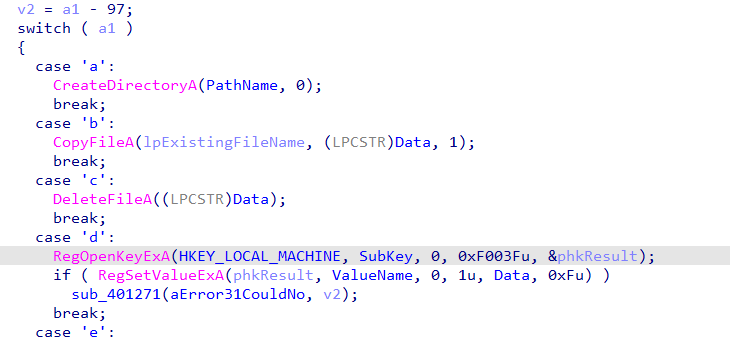 v2 = a1 - 97;
switch ( a1 )
{
case 'a':
CreateDirectoryA(PathName, 0);
break;
case 'b':
CopyFileA(lpExistingFileName, (LPCSTR)Data, 1);
break;
case 'c':
DeleteFileA((LPCSTR)Data);
break;
case 'd':
RegOpenKeyExA(HKEY_LOCAL_MACHINE, SubKey, 0, 0xF003Fu, &phkResult);
if ( RegSetValueExA(phkResult, ValueName, 0, 1u, Data, 0xFu) )
sub_401271(aError31CouldNo, v2);
break;
case 'e':